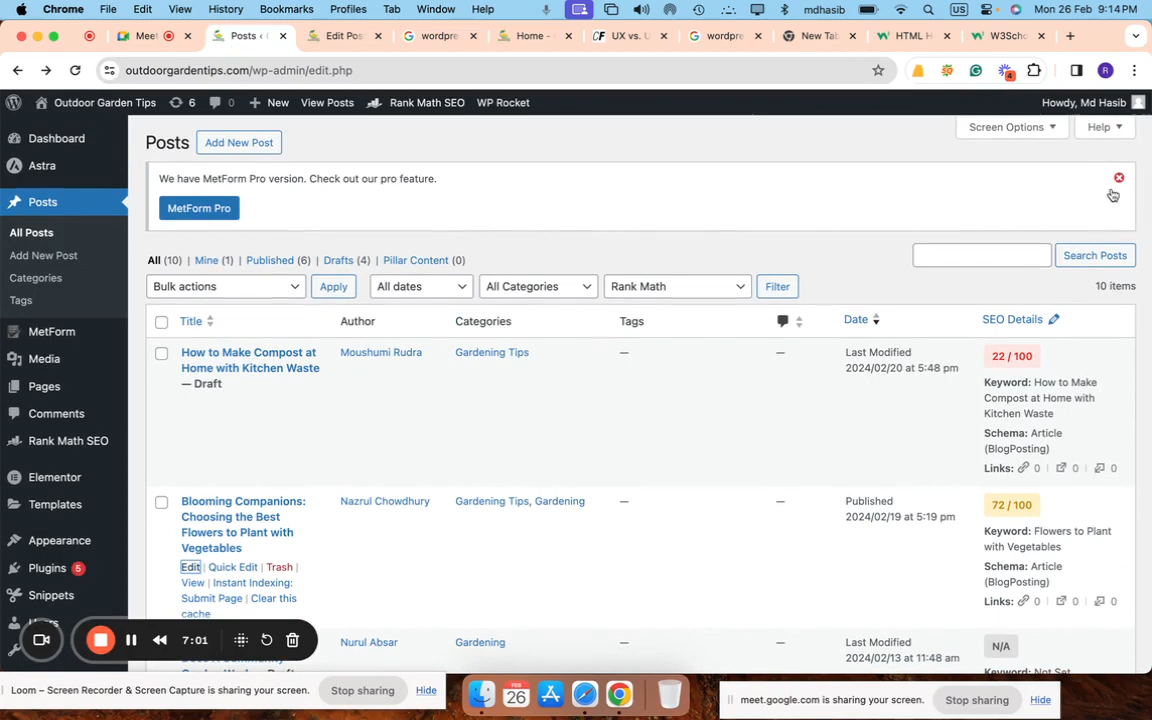 Chrome File Edit View History Bookmarks Profiles Tab Window Help mdhasib US Mon 26 Feb 9:14PM
Meet Posts ‹ Edit Pos wordpre Home - UX vs. U wordpre New Tab HTML H W3Scho
outdoorgardentips.com/wp-admin/edit.php 4 R
Outdoor Garden Tips 6 0 New View Posts Rank Math SEO WP Rocket Howdy, Md Hasib
Screen Options Help
Dashboard
Astra
Posts
All Posts
Add New Post
Categories
Tags
MetForm
Media
Pages
Comments
Rank Math SEO
Elementor
Templates
Appearance
Plugins 5
Snippets
Posts Add New Post
We have MetForm Pro version. Check out our pro feature.
MetForm Pro
All (10) | Mine (1) | Published (6) | Drafts (4) | Pillar Content (0)
Search Posts
Bulk actions Apply All dates All Categories Rank Math Filter 10 items
Title Author Categories Tags Date SEO Details
How to Make Compost at
Home with Kitchen Waste
— Draft
Moushumi Rudra
Gardening Tips
—
—
Last Modified
2024/02/20 at 5:48 pm
22 / 100
Keyword: How to Make
Compost at Home with
Kitchen Waste
Schema: Article
(BlogPosting)
Links: 0 | 0 | 0
Blooming Companions:
Choosing the Best
Flowers to Plant with
Vegetables
Edit | Quick Edit | Trash |
View | Instant Indexing:
Submit Page | Clear this
cache
Nazrul Chowdhury
Gardening Tips, Gardening
—
—
Published
2024/02/19 at 5:19 pm
72 / 100
Keyword: Flowers to Plant
with Vegetables
Schema: Article
(BlogPosting)
Links: 0 | 0 | 0
Nurul Absar
Gardening
—
—
Last Modified
2024/02/13 at 11:48 am
N/A
Keyword: Not Set
7:01
Loom – Screen Recorder & Screen Capture is sharing your screen. Stop sharing Hide
FEB
26
meet.google.com is sharing your screen. Stop sharing Hide